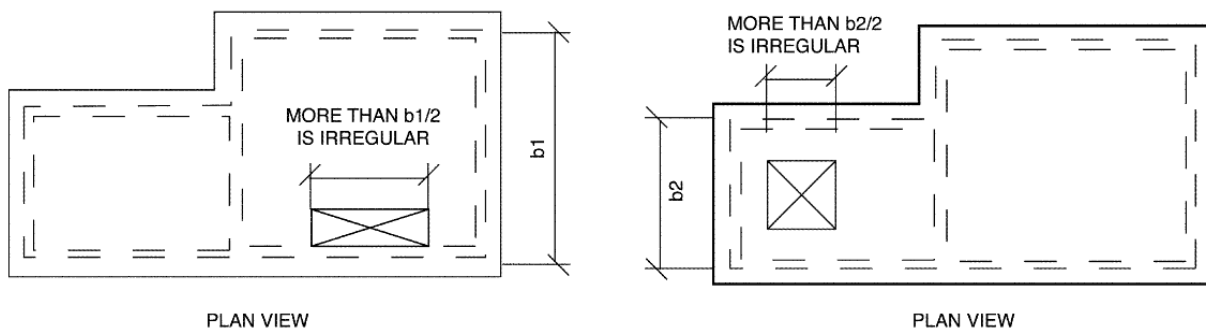 MORE THAN b1/2
IS IRREGULAR
b1
PLAN VIEW
MORE THAN b2/2
IS IRREGULAR
b2
PLAN VIEW